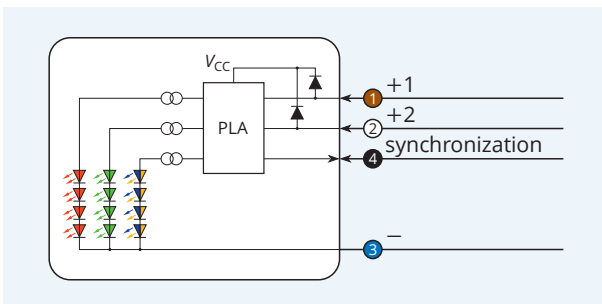 VCC
PLA
1 +1
2 +2
4 synchronization
3 −